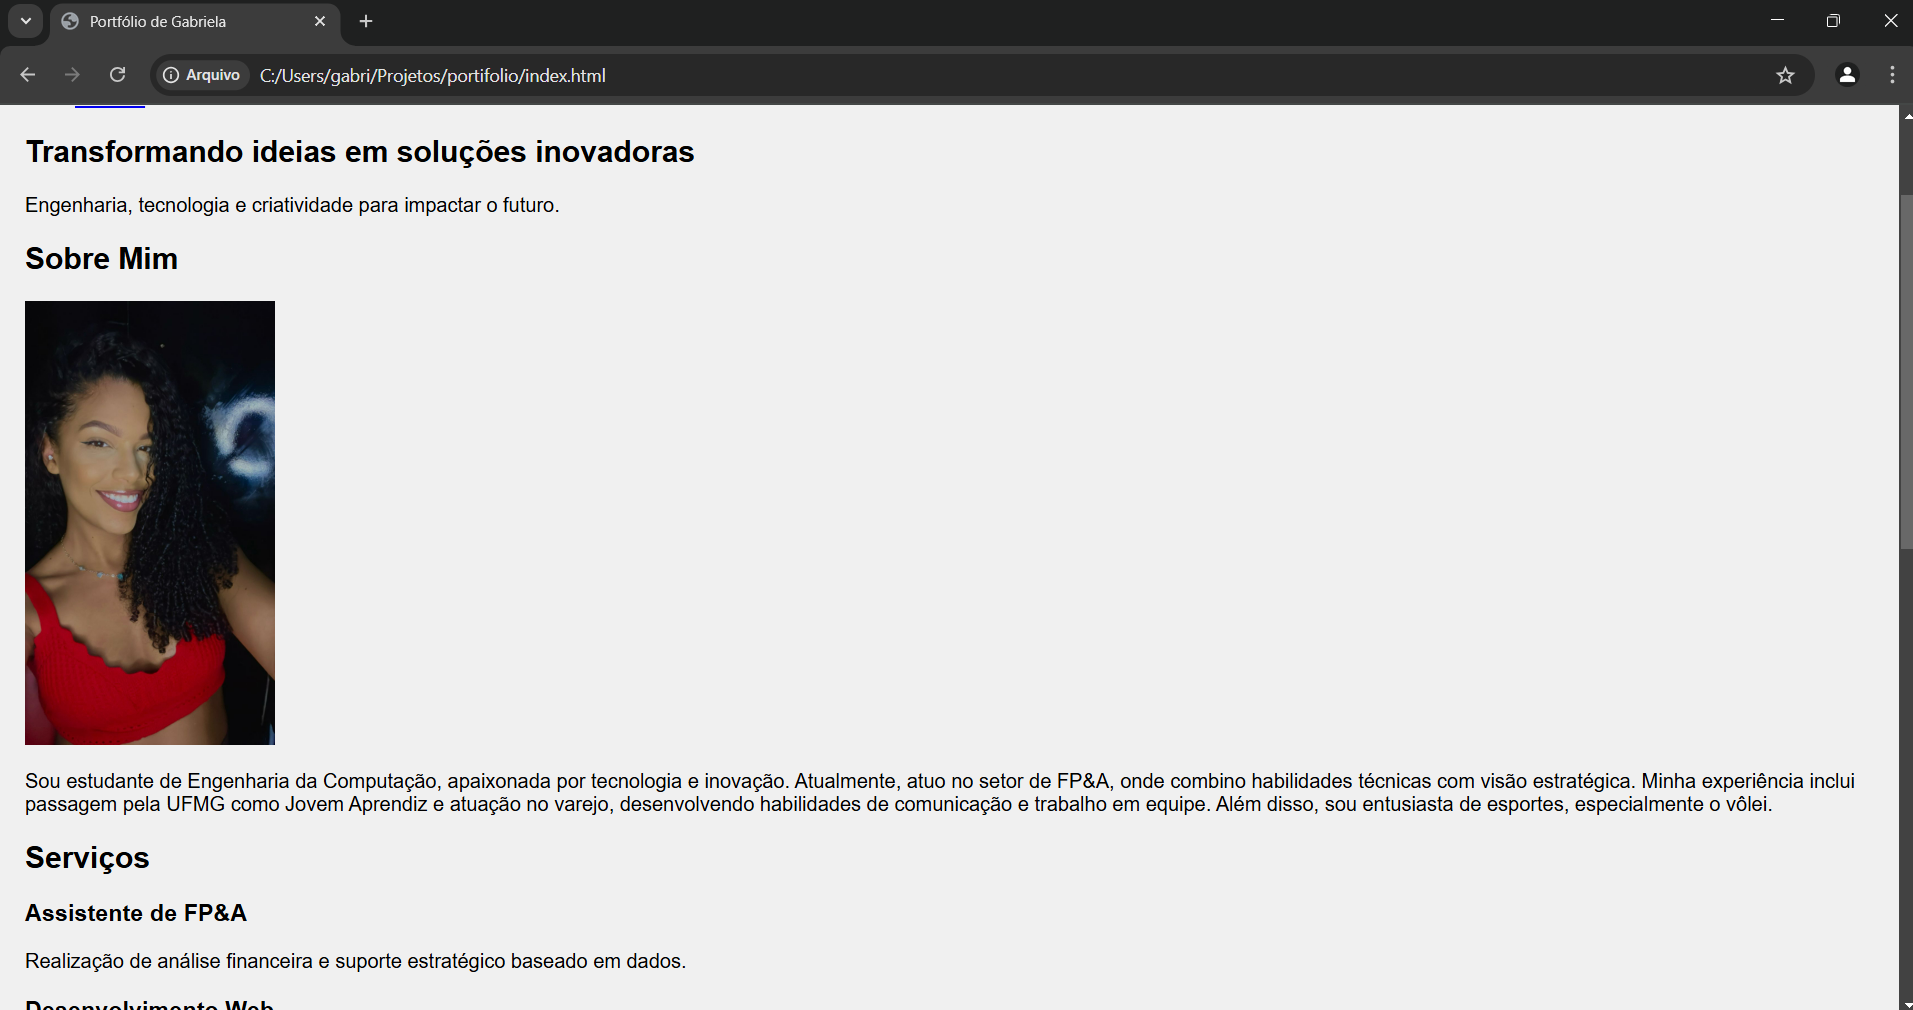 Portfólio de Gabriela
Arquivo C:/Users/gabri/Projetos/portifolio/index.html
Transformando ideias em soluções inovadoras
Engenharia, tecnologia e criatividade para impactar o futuro.
Sobre Mim
Sou estudante de Engenharia da Computação, apaixonada por tecnologia e inovação. Atualmente, atuo no setor de FP&A, onde combino habilidades técnicas com visão estratégica. Minha experiência inclui
passagem pela UFMG como Jovem Aprendiz e atuação no varejo, desenvolvendo habilidades de comunicação e trabalho em equipe. Além disso, sou entusiasta de esportes, especialmente o vôlei.
Serviços
Assistente de FP&A
Realização de análise financeira e suporte estratégico baseado em dados.
Desenvolvimento Web